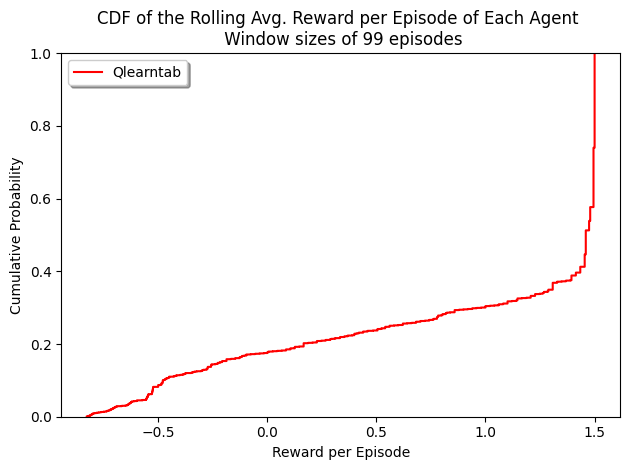 CDF of the Rolling Avg. Reward per Episode of Each Agent
Window sizes of 99 episodes
Qlearntab
Cumulative Probability
1.0
0.8
0.6
0.4
0.2
0.0
−0.5
0.0
0.5
1.0
1.5
Reward per Episode